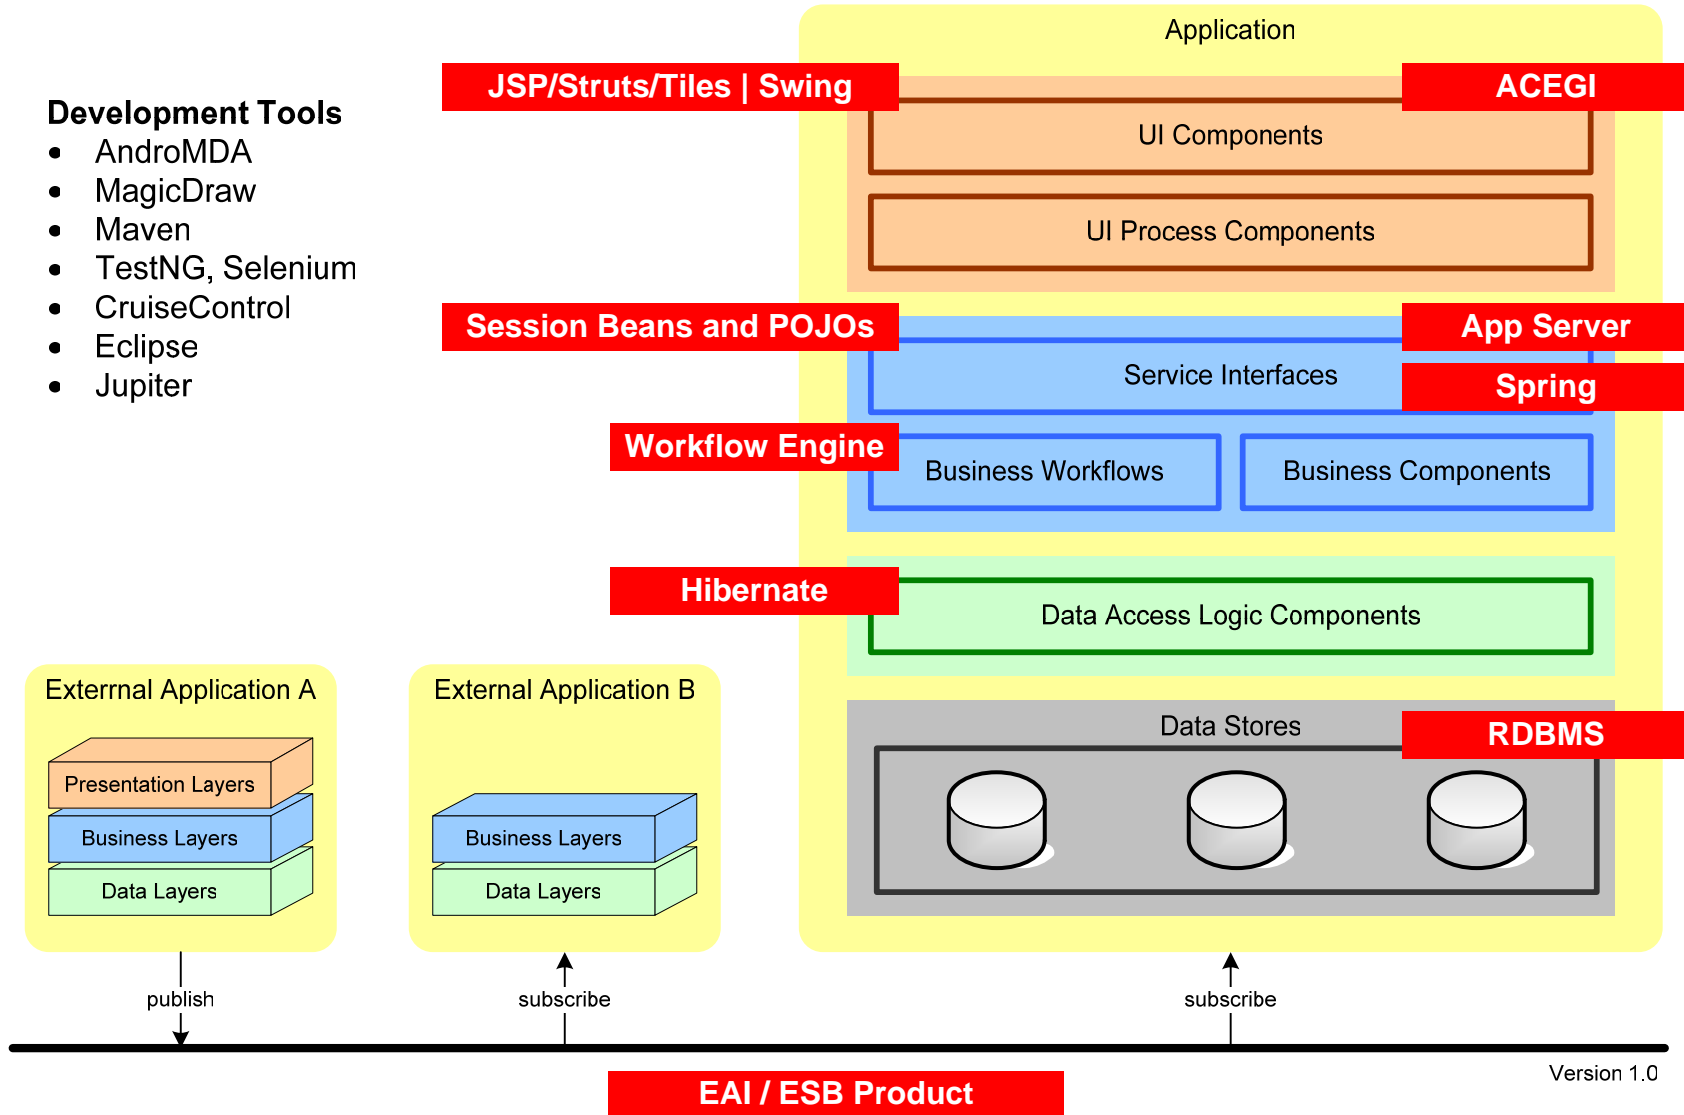 Application
JSP/Struts/Tiles | Swing
ACEGI
Development Tools
• AndroMDA
• MagicDraw
• Maven
• TestNG, Selenium
• CruiseControl
• Eclipse
• Jupiter
UI Components
UI Process Components
Session Beans and POJOs
App Server
Service Interfaces
Spring
Workflow Engine
Business Workflows
Business Components
Hibernate
Data Access Logic Components
Exterrnal Application A
Presentation Layers
Business Layers
Data Layers
External Application B
Business Layers
Data Layers
Data Stores
RDBMS
publish
subscribe
subscribe
Version 1.0
EAI / ESB Product